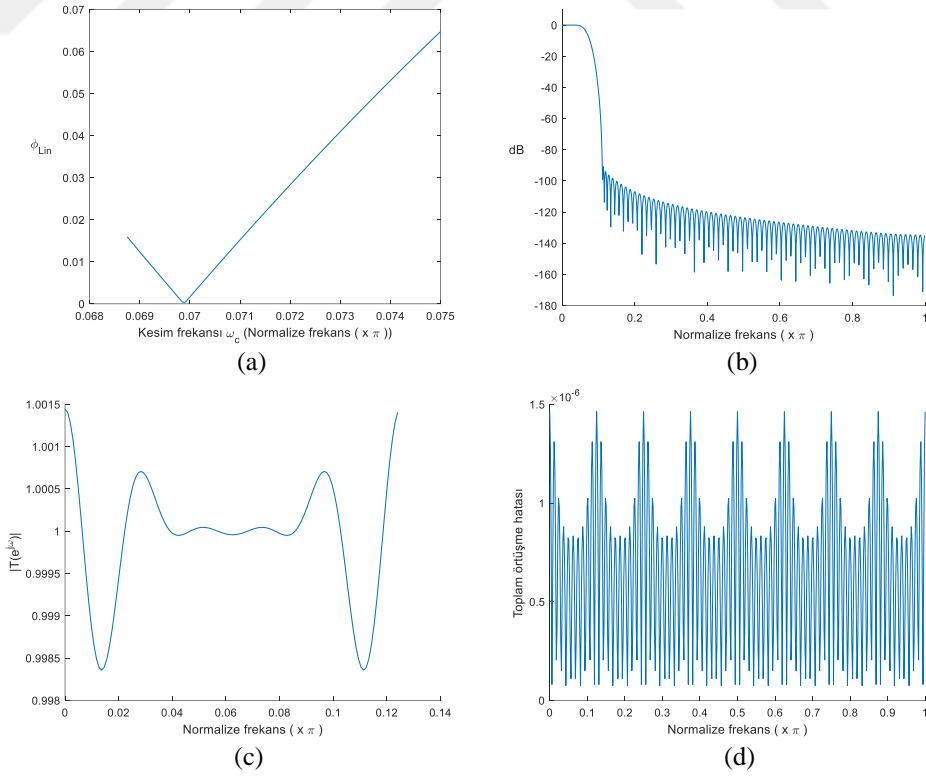 0.07
0.06
0.05
0.04
0.03
0.02
0.01
0
ϕ_Lin
0.068 0.069 0.07 0.071 0.072 0.073 0.074 0.075
Kesim frekansı ω_c (Normalize frekans ( x π ))
(a)
0
-20
-40
-60
-80
-100
-120
-140
-160
-180
dB
0 0.2 0.4 0.6 0.8 1
Normalize frekans ( x π )
(b)
1.0015
1.001
1.0005
1
0.9995
0.999
0.9985
0.998
|T(e^jω)|
0 0.02 0.04 0.06 0.08 0.1 0.12 0.14
Normalize frekans ( x π )
(c)
×10^-6
1.5
1
0.5
0
Toplam örtüşme hatası
0 0.1 0.2 0.3 0.4 0.5 0.6 0.7 0.8 0.9 1
Normalize frekans ( x π )
(d)